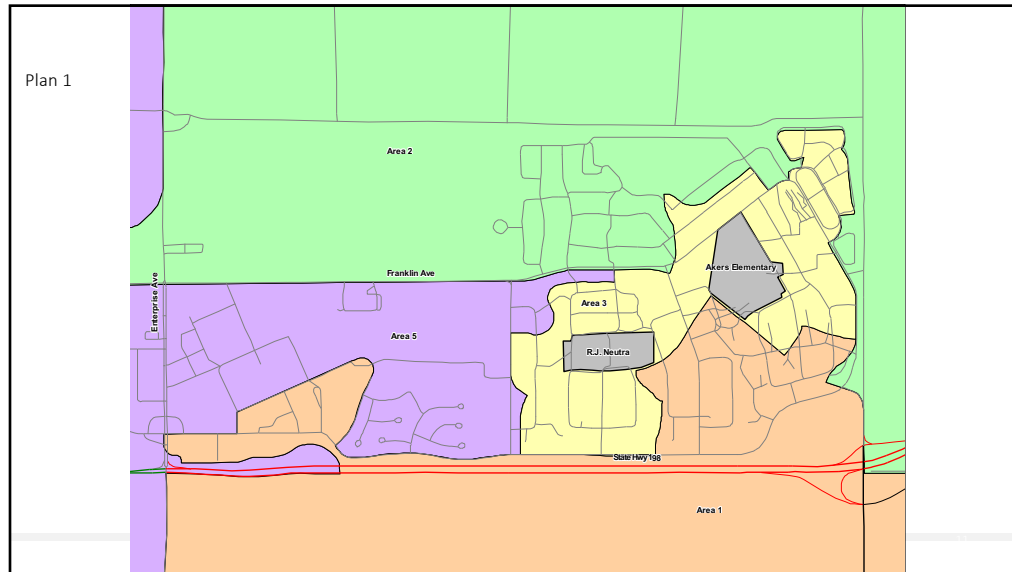 Plan 1
Area 2
Akers Elementary
Franklin Ave
Enterprise Ave
Area 3
Area 5
R.J. Neutra
State Hwy 198
Area 1